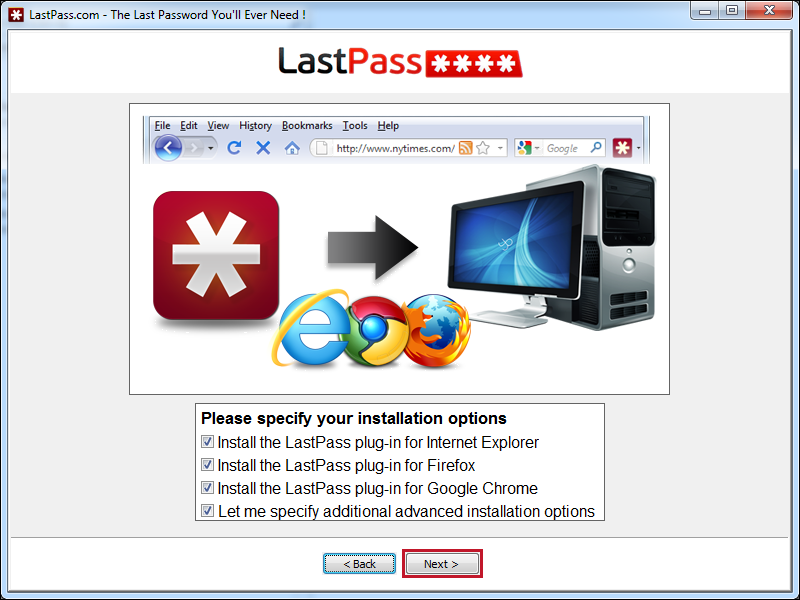 LastPass.com - The Last Password You'll Ever Need !
LastPass ****
File Edit View History Bookmarks Tools Help
http://www.nytimes.com/ Google
Please specify your installation options
Install the LastPass plug-in for Internet Explorer
Install the LastPass plug-in for Firefox
Install the LastPass plug-in for Google Chrome
Let me specify additional advanced installation options
< Back Next >